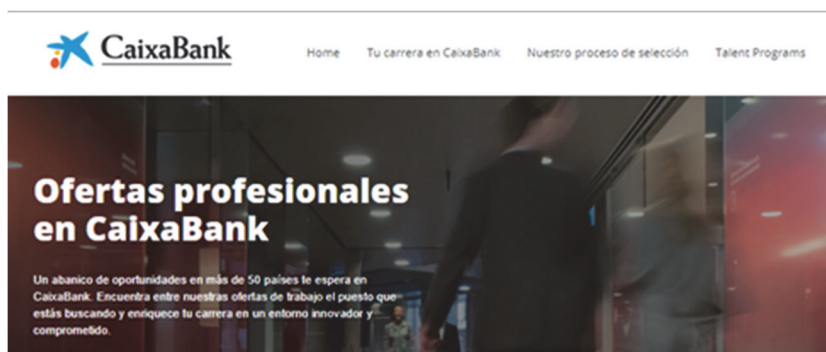 CaixaBank
Home Tu carrera en CaixaBank Nuestro proceso de selección Talent Programs
Ofertas profesionales
en CaixaBank
Un abanico de oportunidades en más de 50 países te espera en
CaixaBank. Encuentra entre nuestras ofertas de trabajo el puesto que
estás buscando y enriquece tu carrera en un entorno innovador y
comprometido.